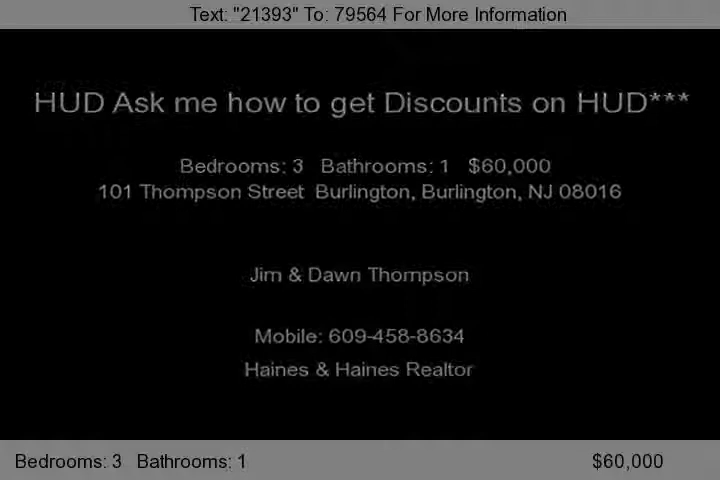 Text: "21393" To: 79564 For More Information
HUD Ask me how to get Discounts on HUD***
Bedrooms: 3 Bathrooms: 1 $60,000
101 Thompson Street Burlington, Burlington, NJ 08016
Jim & Dawn Thompson
Mobile: 609-458-8634
Haines & Haines Realtor
Bedrooms: 3 Bathrooms: 1 $60,000